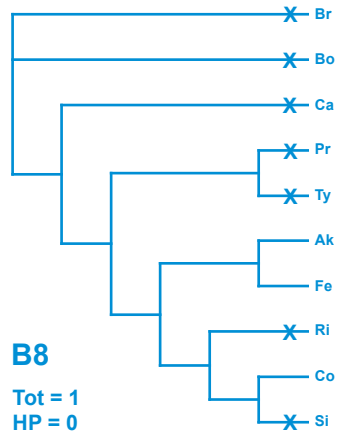 X Br
X Bo
X Ca
X Pr
X Ty
Ak
Fe
X Ri
B8
Co
Tot = 1
X Si
HP = 0